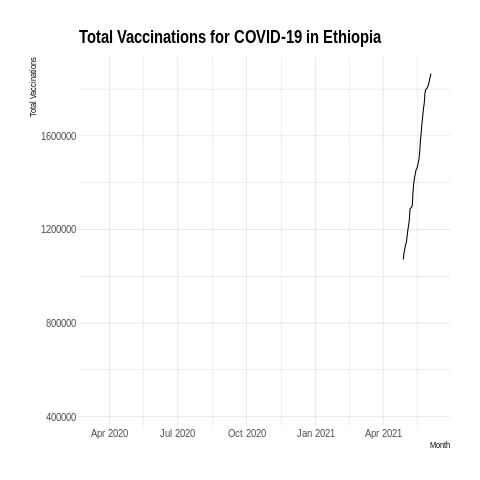 Total Vaccinations for COVID-19 in Ethiopia
Total Vaccinations
1600000
1200000
800000
400000
Apr 2020 Jul 2020 Oct 2020 Jan 2021 Apr 2021
Month